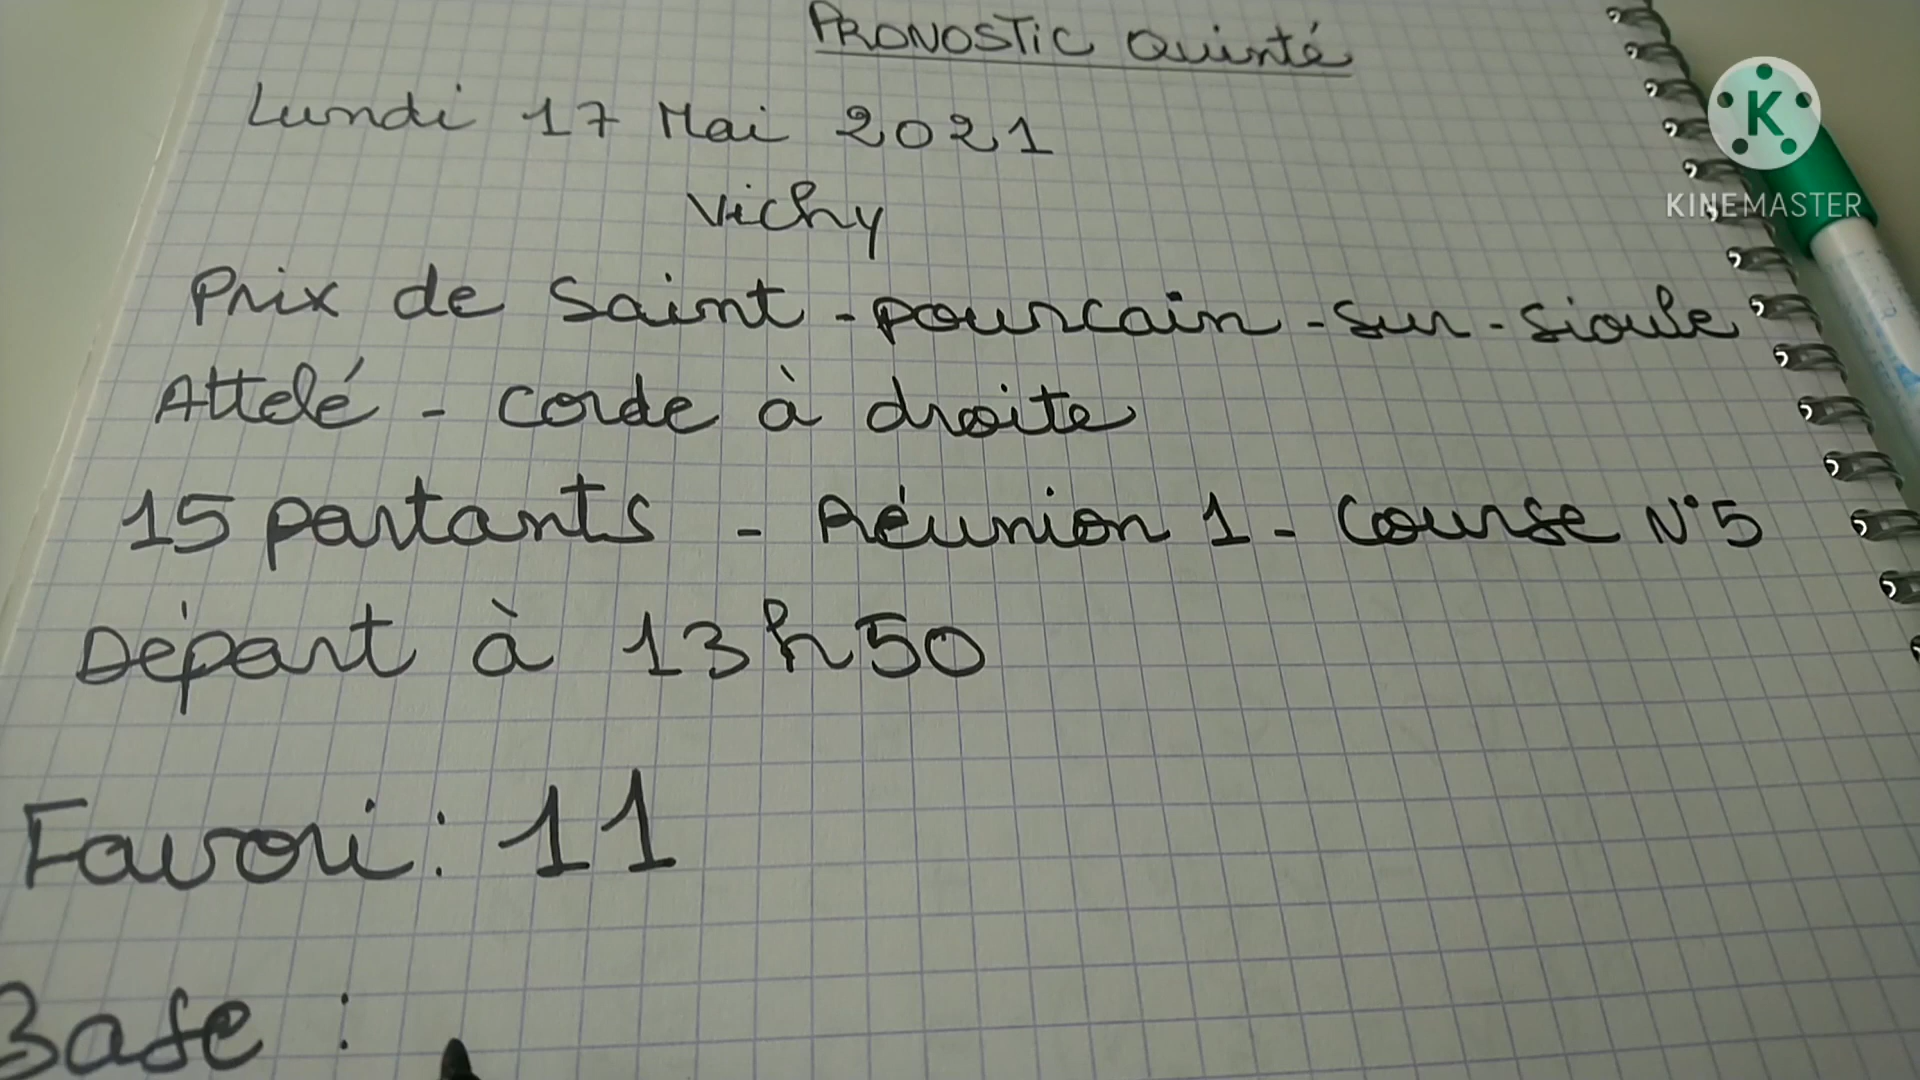 PRONOSTIC Quinté
Lundi 17 Mai 2021
Vichy
Prix de Saint-pourcain-sur-sioule
Attelé - corde à droite
15 partants - Réunion 1 - Course N°5
Départ à 13h50
Favori : 11
Base :
K
KINEMASTER